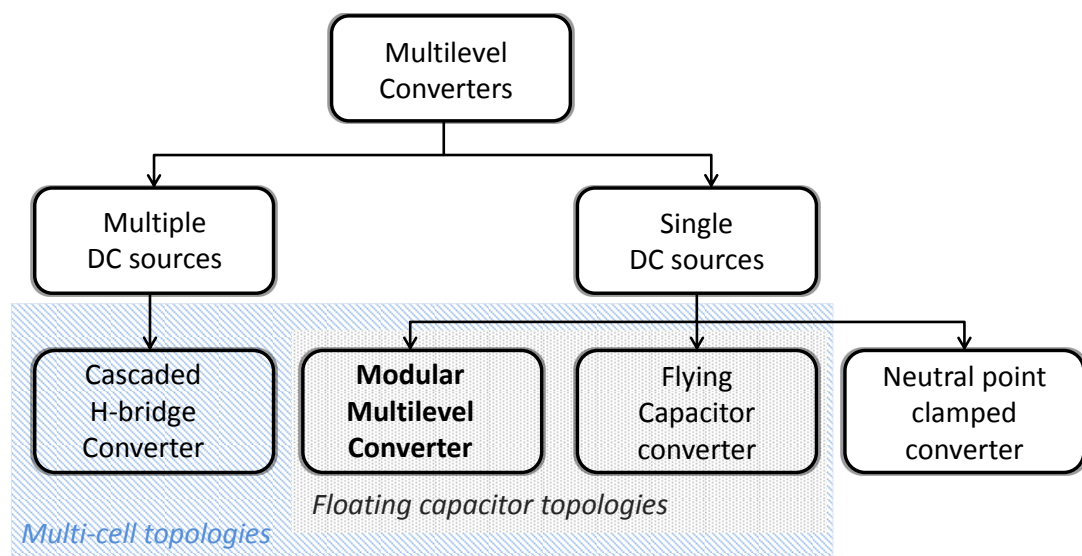 Multilevel
Converters
Multiple
DC sources
Single
DC sources
Cascaded
H-bridge
Converter
Modular
Multilevel
Converter
Flying
Capacitor
converter
Neutral point
clamped
converter
Floating capacitor topologies
Multi-cell topologies